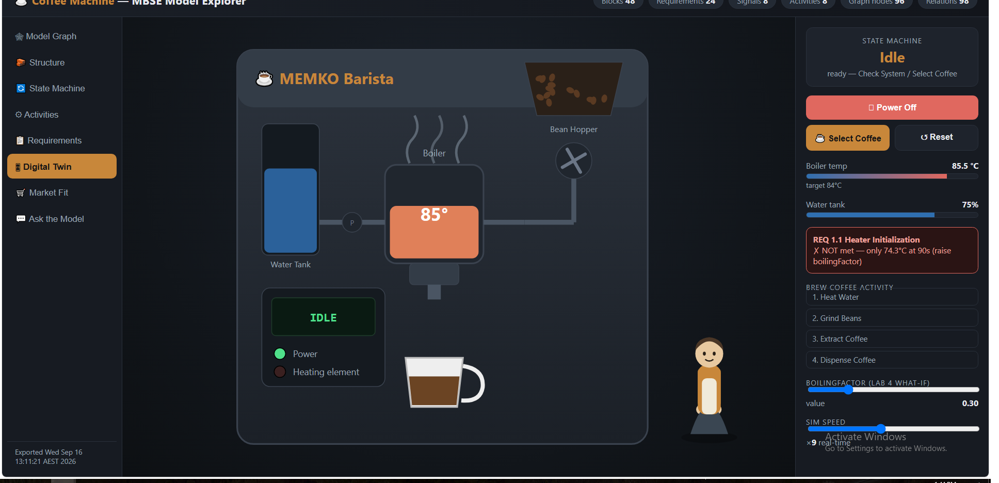 Coffee Machine — MBSE Model Explorer
Blocks 48
Requirements 24
Signals 8
Activities 8
Graph nodes 96
Relations 98
Model Graph
Structure
State Machine
Activities
Requirements
Digital Twin
Market Fit
Ask the Model
Exported Wed Sep 16
13:11:21 AEST 2026
MEMKO Barista
Bean Hopper
Boiler
85°
P
Water Tank
IDLE
Power
Heating element
STATE MACHINE
Idle
ready — Check System / Select Coffee
Power Off
Select Coffee
Reset
Boiler temp 85.5 °C
target 84°C
Water tank 75%
REQ 1.1 Heater Initialization
✗ NOT met — only 74.3°C at 90s (raise
boilingFactor)
BREW COFFEE ACTIVITY
1. Heat Water
2. Grind Beans
3. Extract Coffee
4. Dispense Coffee
BOILINGFACTOR (LAB 4 WHAT-IF)
value 0.30
SIM SPEED
×9 real-time
Activate Windows
Go to Settings to activate Windows.